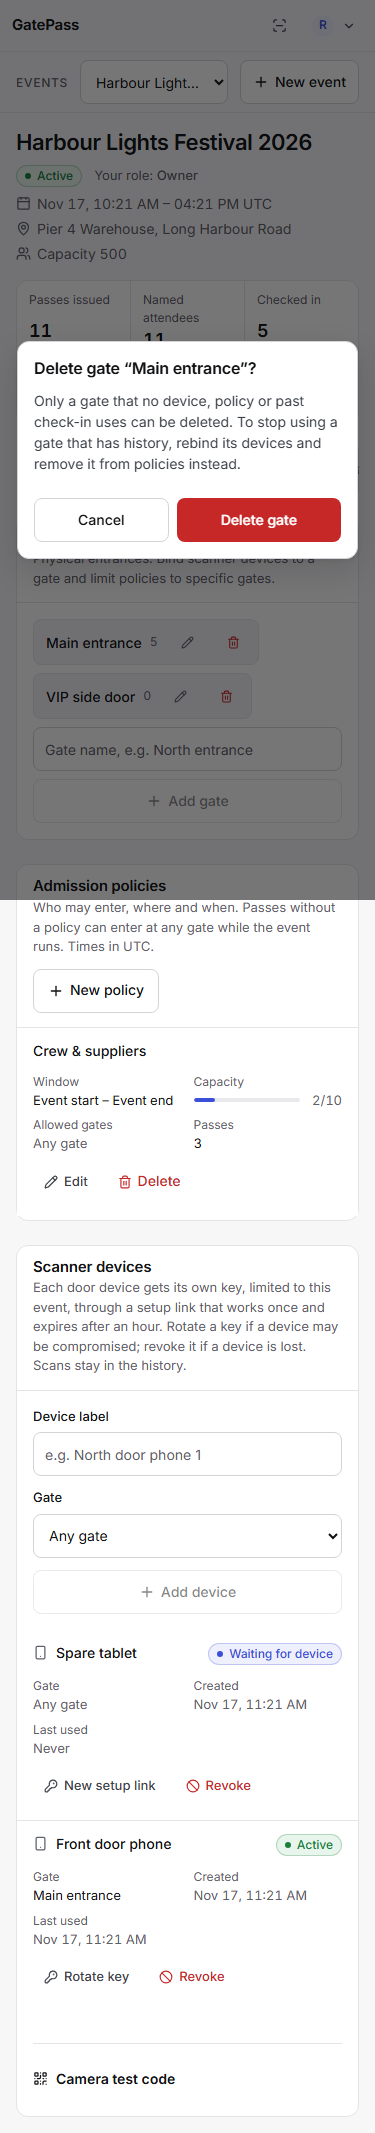 GatePass
R
EVENTS
Harbour Light...
New event
Harbour Lights Festival 2026
Active
Your role: Owner
Nov 17, 10:21 AM – 04:21 PM UTC
Pier 4 Warehouse, Long Harbour Road
Capacity 500
Passes issued
11
Named
attendees
11
Checked in
5
Delete gate “Main entrance”?
Only a gate that no device, policy or past
check-in uses can be deleted. To stop using a
gate that has history, rebind its devices and
remove it from policies instead.
Cancel
Delete gate
Physical entrances. Bind scanner devices to a
gate and limit policies to specific gates.
Main entrance 5
VIP side door 0
Gate name, e.g. North entrance
Add gate
Admission policies
Who may enter, where and when. Passes without
a policy can enter at any gate while the event
runs. Times in UTC.
New policy
Crew & suppliers
Window
Event start – Event end
Capacity
2/10
Allowed gates
Any gate
Passes
3
Edit
Delete
Scanner devices
Each door device gets its own key, limited to this
event, through a setup link that works once and
expires after an hour. Rotate a key if a device may
be compromised; revoke it if a device is lost.
Scans stay in the history.
Device label
e.g. North door phone 1
Gate
Any gate
Add device
Spare tablet
Waiting for device
Gate
Any gate
Created
Nov 17, 11:21 AM
Last used
Never
New setup link
Revoke
Front door phone
Active
Gate
Main entrance
Created
Nov 17, 11:21 AM
Last used
Nov 17, 11:21 AM
Rotate key
Revoke
Camera test code